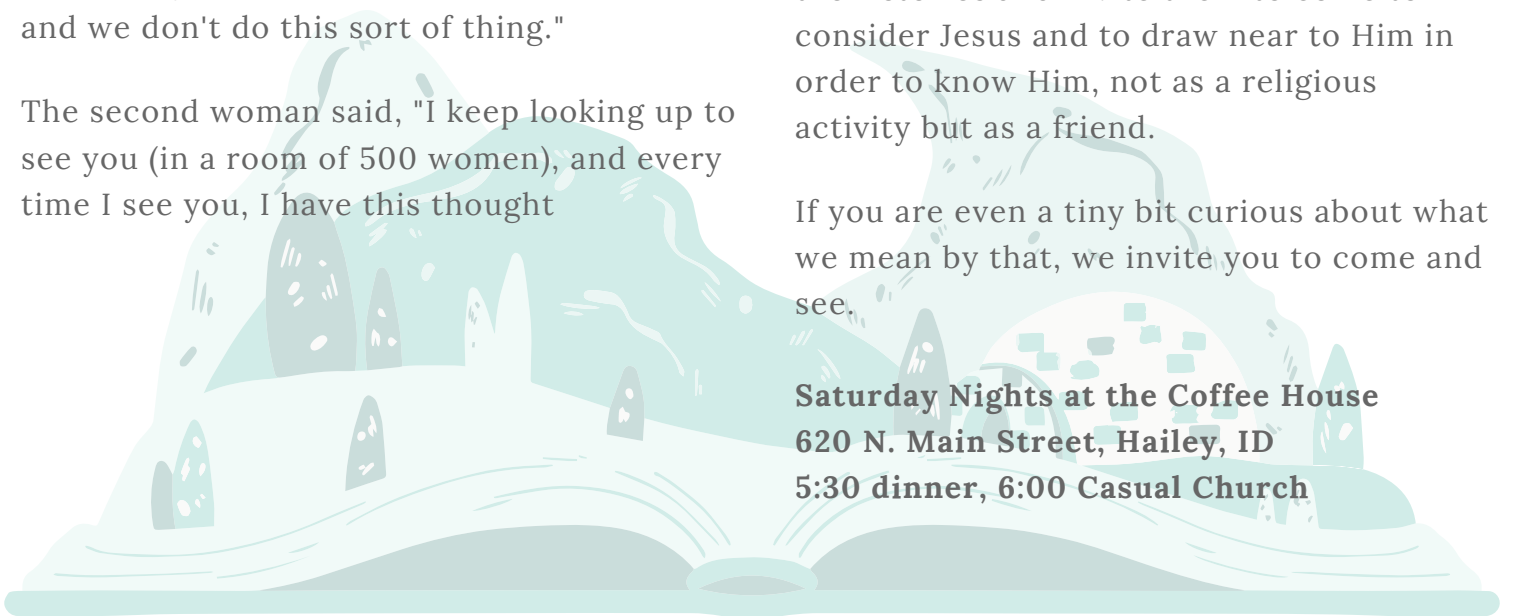 and we don't do this sort of thing."
The second woman said, "I keep looking up to
see you (in a room of 500 women), and every
time I see you, I have this thought
consider Jesus and to draw near to Him in
order to know Him, not as a religious
activity but as a friend.
If you are even a tiny bit curious about what
we mean by that, we invite you to come and
see.
Saturday Nights at the Coffee House
620 N. Main Street, Hailey, ID
5:30 dinner, 6:00 Casual Church